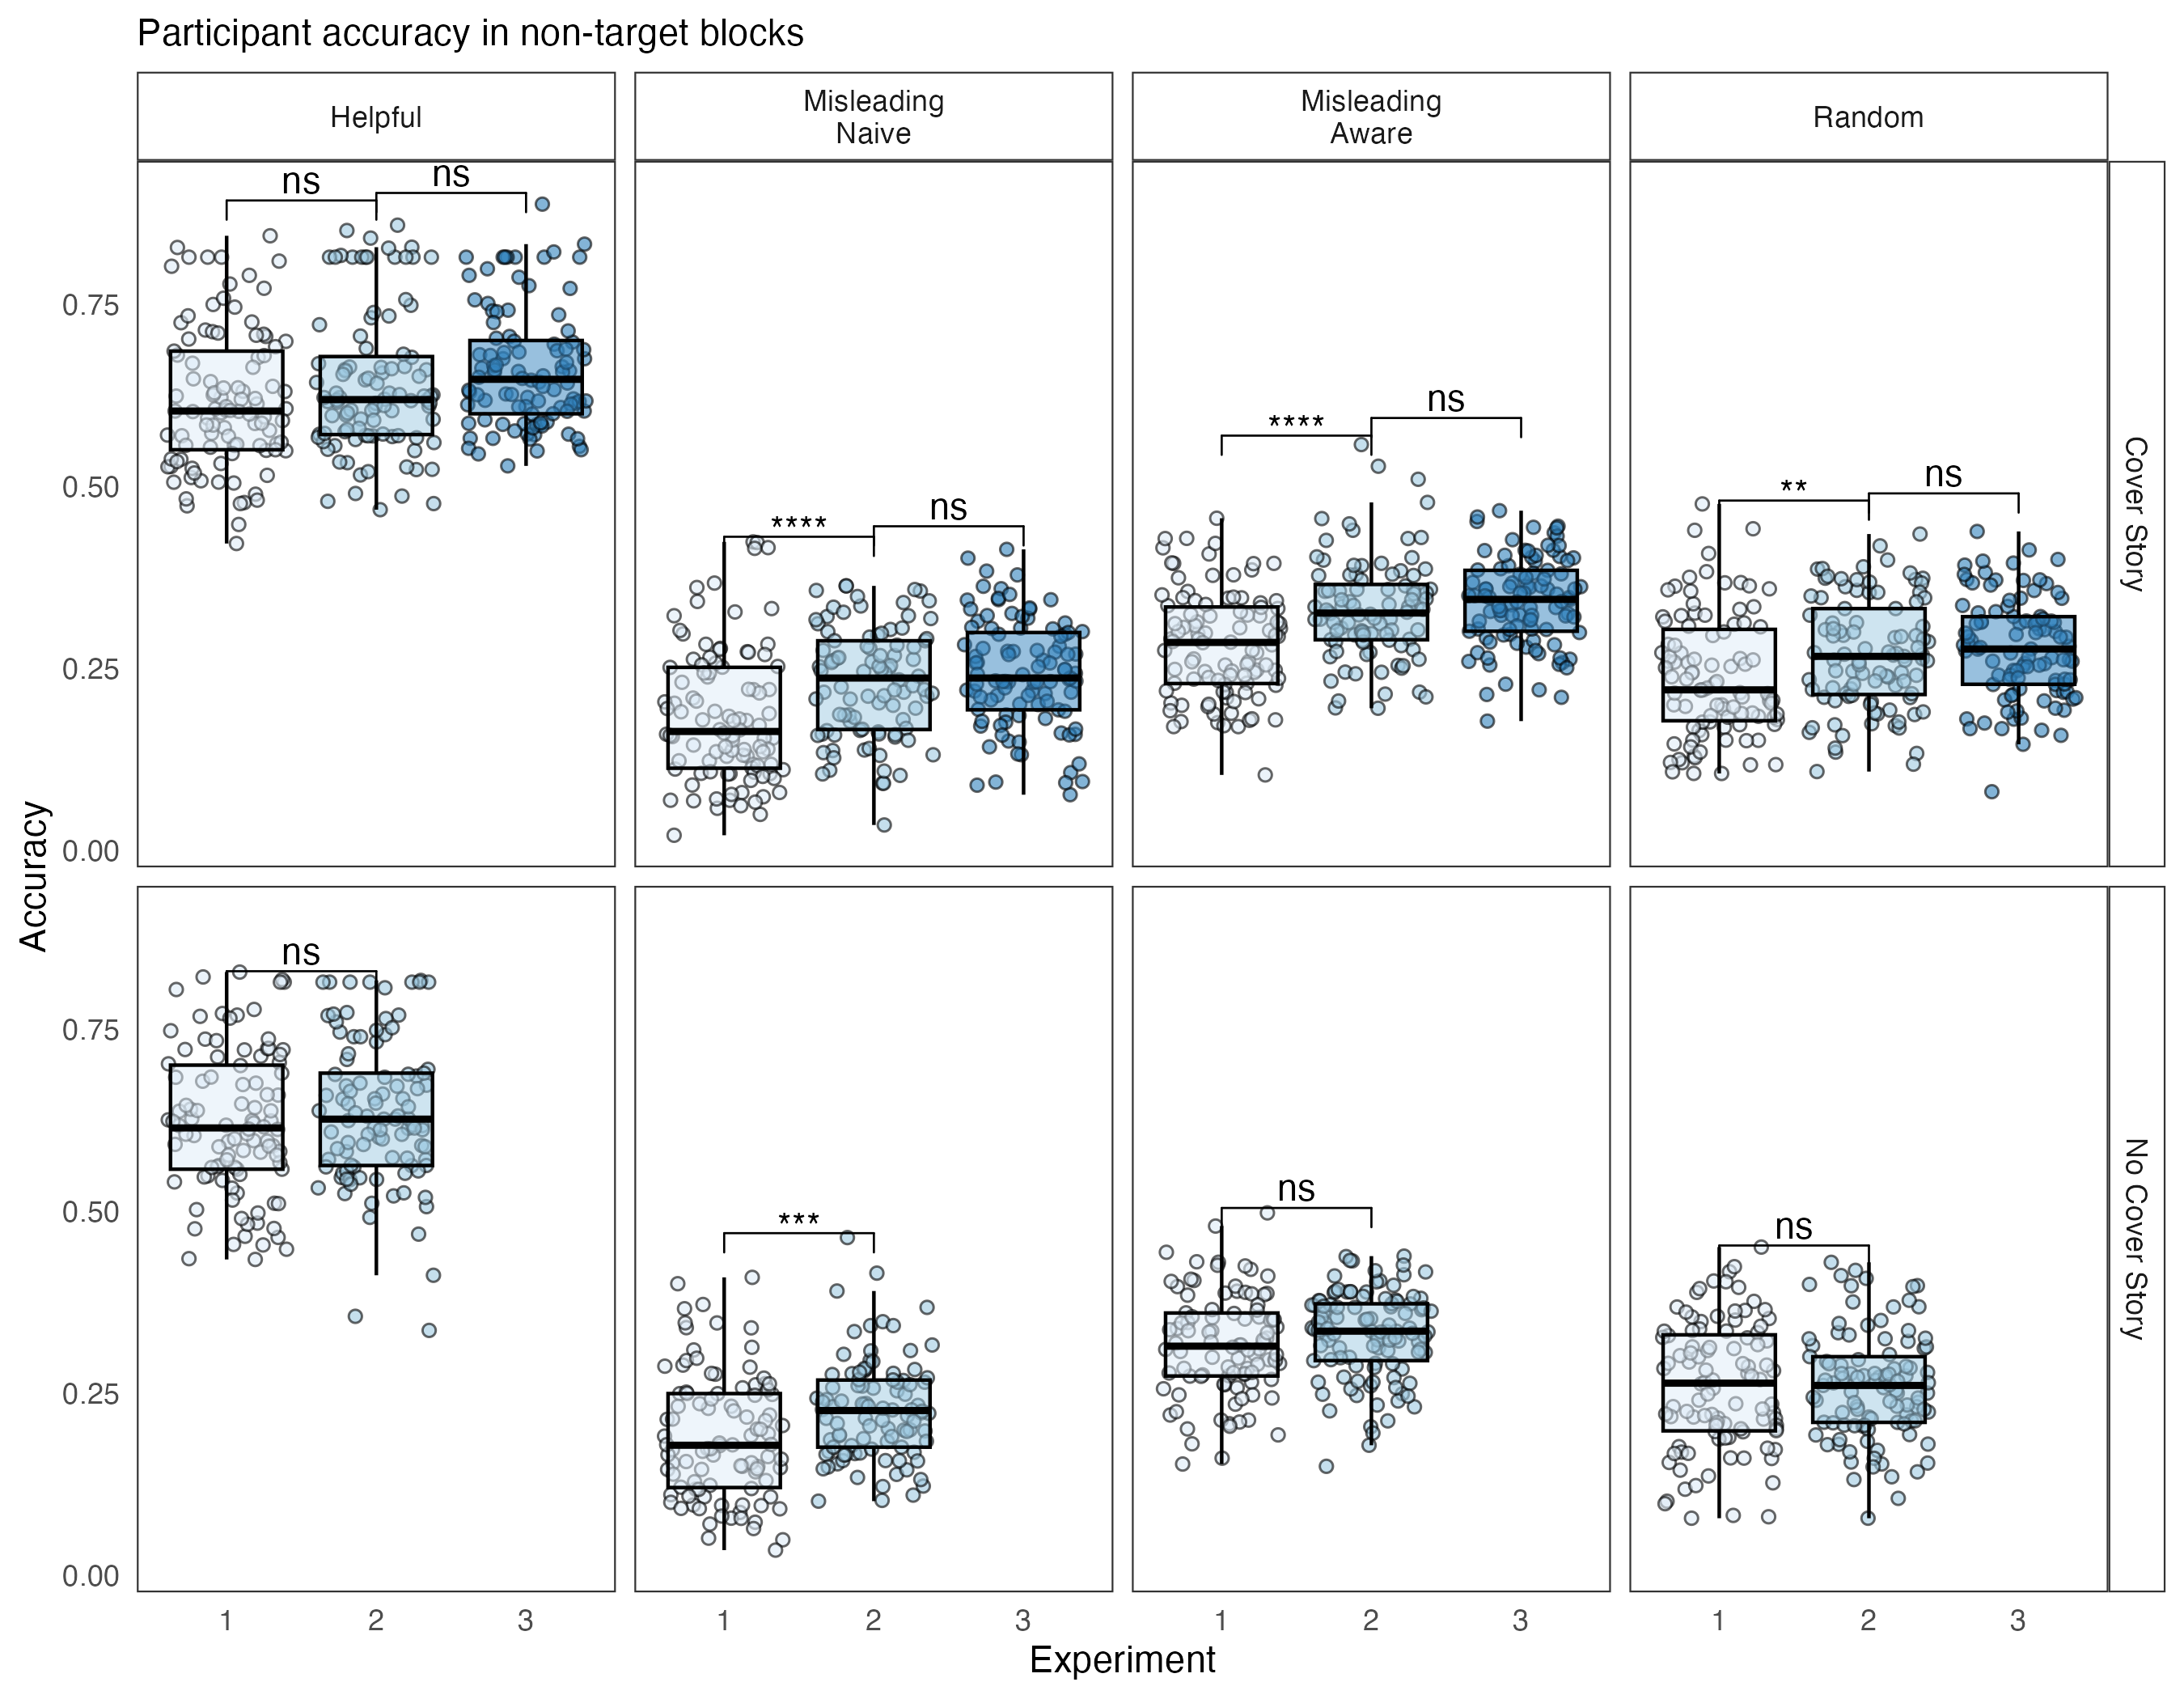 Participant accuracy in non-target blocks
Helpful
Misleading
Naive
Misleading
Aware
Random
ns
ns
****
ns
****
ns
**
ns
0.75
0.50
0.25
0.00
Cover Story
Accuracy
ns
***
ns
ns
0.75
0.50
0.25
0.00
No Cover Story
1
2
3
1
2
3
1
2
3
1
2
3
Experiment